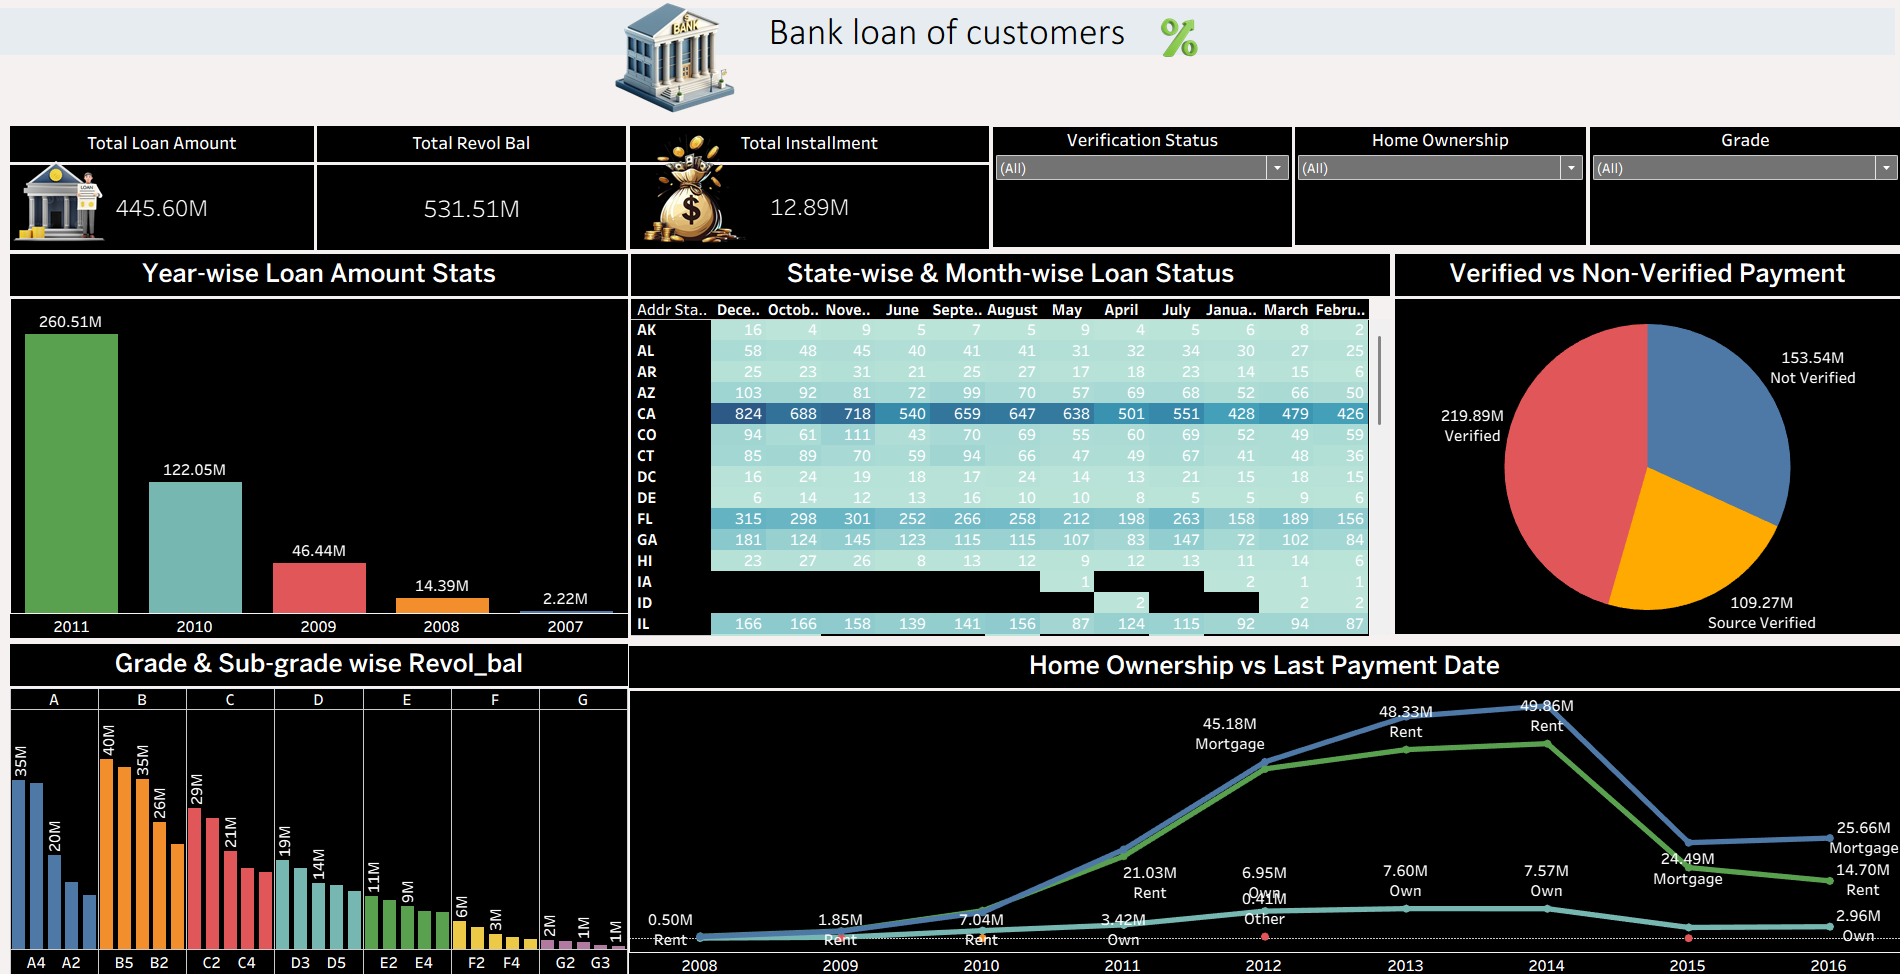 BANK
Bank loan of customers
Total Loan Amount
Total Revol Bal
Total Installment
Verification Status
Home Ownership
Grade
(All)
(All)
(All)
LOAN
445.60M
531.51M
$
12.89M
Year-wise Loan Amount Stats
260.51M
122.05M
46.44M
14.39M
2.22M
2011 2010 2009 2008 2007
State-wise & Month-wise Loan Status
Addr Sta.. Dece.. Octob.. Nove.. June Septe.. August May April July Janua.. March Febru..
AK 16 4 9 5 7 5 9 4 5 6 8 2
AL 58 48 45 40 41 41 31 32 34 30 27 25
AR 25 23 31 21 25 27 17 18 23 14 15 6
AZ 103 92 81 72 99 70 57 69 68 52 66 50
CA 824 688 718 540 659 647 638 501 551 428 479 426
CO 94 61 111 43 70 69 55 60 69 52 49 59
CT 85 89 70 59 94 66 47 49 67 41 48 36
DC 16 24 19 18 17 24 14 13 21 15 18 15
DE 6 14 12 13 16 10 10 8 5 5 9 6
FL 315 298 301 252 266 258 212 198 263 158 189 156
GA 181 124 145 123 115 115 107 83 147 72 102 84
HI 23 27 26 8 13 12 9 12 13 11 14 6
IA 1 2 1 1
ID 2 2 2
IL 166 166 158 139 141 156 87 124 115 92 94 87
Verified vs Non-Verified Payment
153.54M
Not Verified
219.89M
Verified
109.27M
Source Verified
Grade & Sub-grade wise Revol_bal
A B C D E F G
35M 20M 40M 35M 26M 29M 21M 19M 14M 11M 9M 6M 3M 2M 1M 1M
A4 A2 B5 B2 C2 C4 D3 D5 E2 E4 F2 F4 G2 G3
Home Ownership vs Last Payment Date
45.18M
Mortgage
48.33M
Rent
49.86M
Rent
25.66M
Mortgage
24.49M
Mortgage
14.70M
Rent
21.03M
Rent
6.95M
Own
0.41M
Other
7.60M
Own
7.57M
Own
0.50M
Rent
1.85M
Rent
7.04M
Rent
3.42M
Own
2.96M
Own
2008 2009 2010 2011 2012 2013 2014 2015 2016